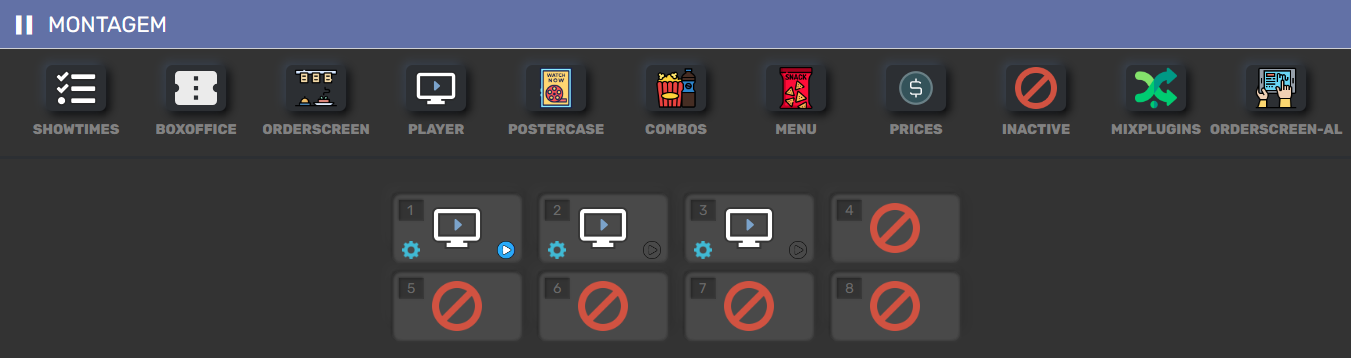 MONTAGEM
WATCH
NOW
SNACK
$
SHOWTIMES BOXOFFICE ORDERSCREEN PLAYER POSTERCASE COMBOS MENU PRICES INACTIVE MIXPLUGINS ORDERSCREEN-AL
1 2 3 4
5 6 7 8